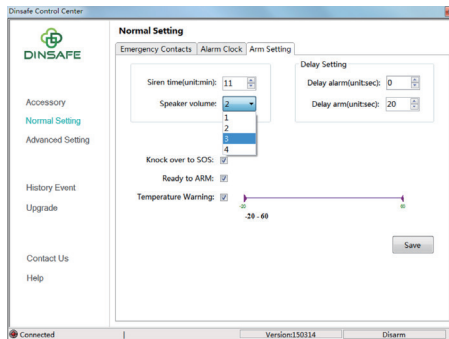 Dinsafe Control Center
DINSAFE
Accessory
Normal Setting
Advanced Setting
History Event
Upgrade
Contact Us
Help
Normal Setting
Emergency Contacts Alarm Clock Arm Setting
Siren time(unit:min): 11
Speaker volume: 2
1
2
3
4
Delay Setting
Delay alarm(unit:sec): 0
Delay arm(unit:sec): 20
Knock over to SOS:
Ready to ARM:
Temperature Warning:
-20 60
-20 - 60
Save
Connected Version:150314 Disarm